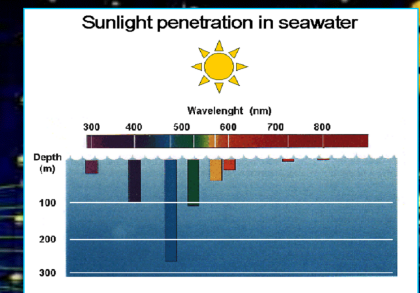 Sunlight penetration in seawater
Wavelenght (nm)
300 400 500 600 700 800
Depth
(m)
100
200
300